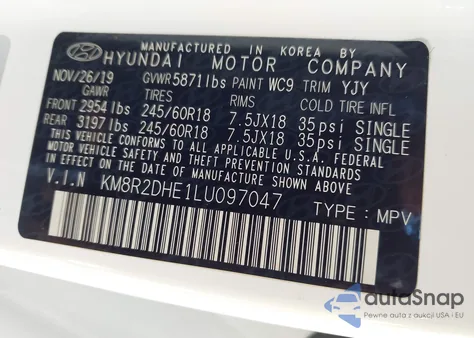 MANUFACTURED IN KOREA BY
HYUNDAI MOTOR COMPANY
NOV/26/19 GVWR 5871lbs PAINT WC9 TRIM YJY
GAWR TIRES RIMS COLD TIRE INFL
FRONT 2954lbs 245/60R18 7.5JX18 35psi SINGLE
REAR 3197lbs 245/60R18 7.5JX18 35psi SINGLE
THIS VEHICLE CONFORMS TO ALL APPLICABLE U.S.A. FEDERAL
MOTOR VEHICLE SAFETY AND BUMPER STANDARDS IN EFFECT
ON THE DATE OF MANUFACTURE SHOWN ABOVE
V.I.N KM8R2DHE1LU097047 TYPE : MPV
autaSnap
Pewne auta z aukcji USA i EU